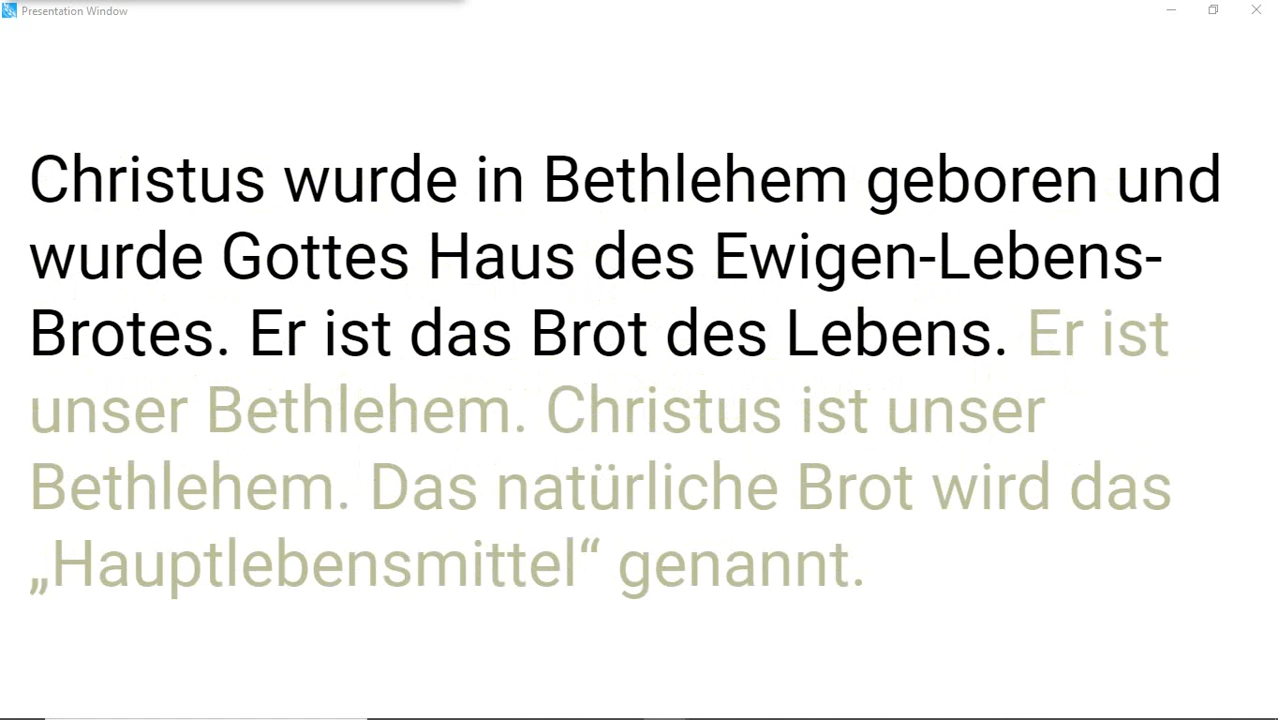 Presentation Window
Christus wurde in Bethlehem geboren und
wurde Gottes Haus des Ewigen-Lebens-
Brotes. Er ist das Brot des Lebens. Er ist
unser Bethlehem. Christus ist unser
Bethlehem. Das natürliche Brot wird das
„Hauptlebensmittel“ genannt.